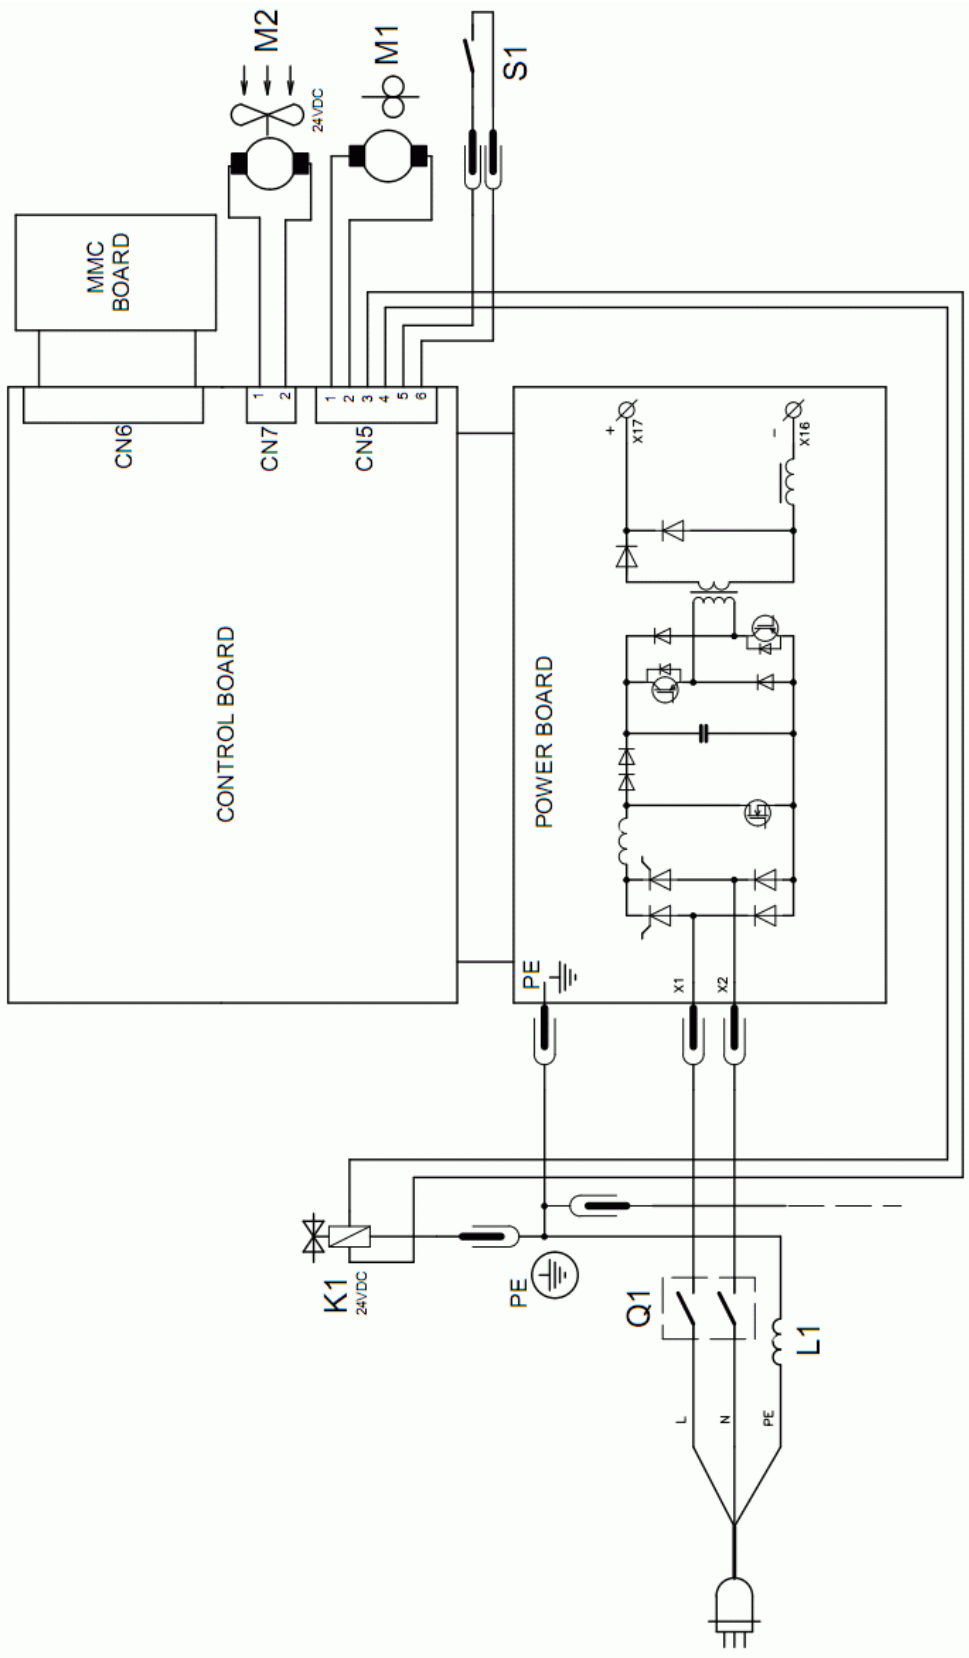 M2
24VDC
M1
S1
MMC
BOARD
CN6
1
2
CN7
1
2
3
4
5
6
CN5
CONTROL BOARD
+
X17
-
X16
POWER BOARD
PE
X1
X2
K1
24VDC
PE
Q1
L1
L
N
PE